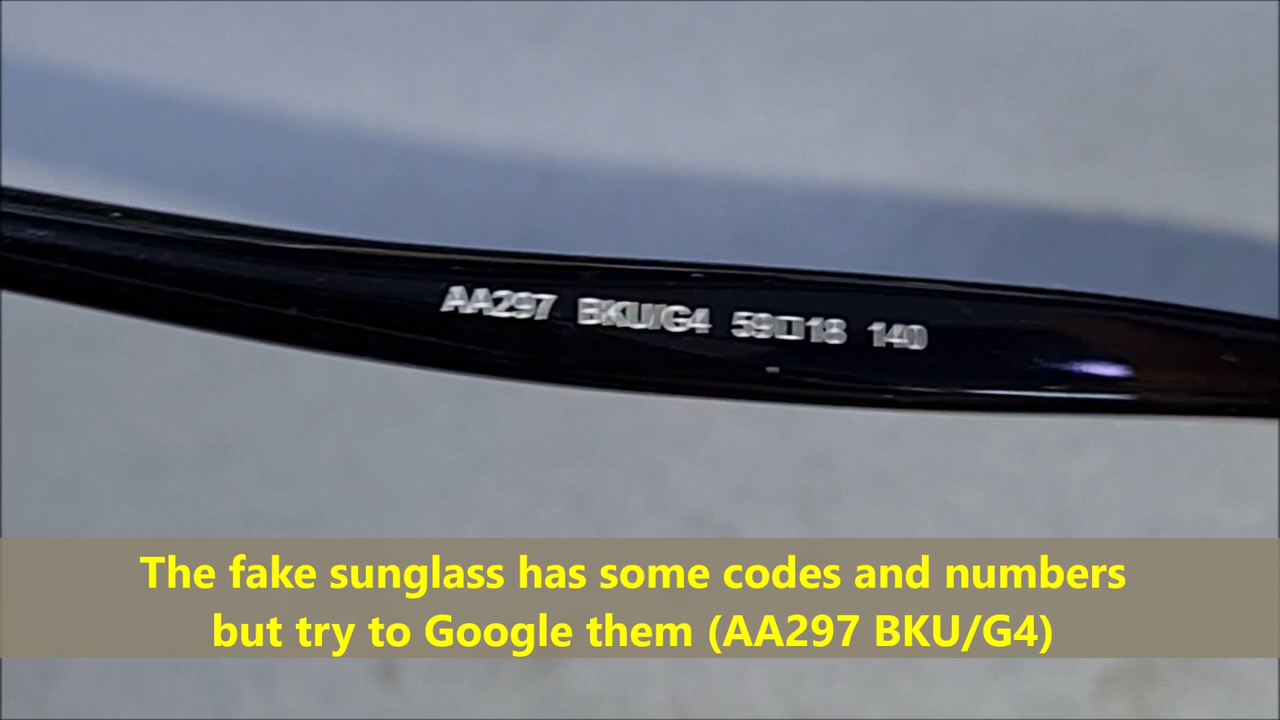 AA297 BKU/G4 59□18 140
The fake sunglass has some codes and numbers
but try to Google them (AA297 BKU/G4)